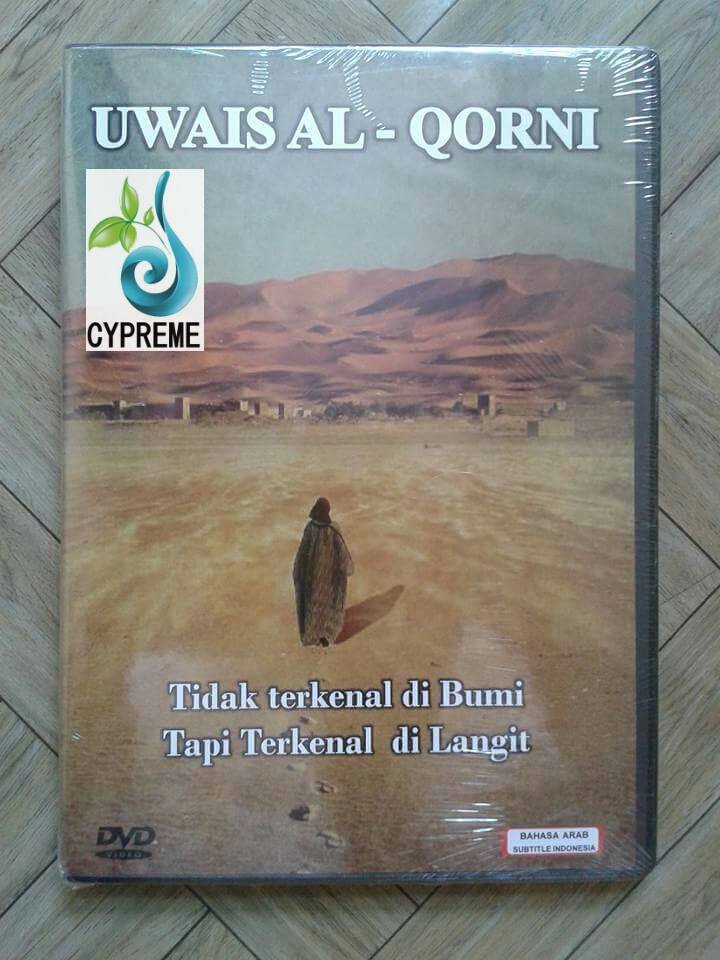 UWAIS AL - QORNI
CYPREME
Tidak terkenal di Bumi
Tapi Terkenal di Langit
DVD
VIDEO
BAHASA ARAB
SUBTITLE INDONESIA